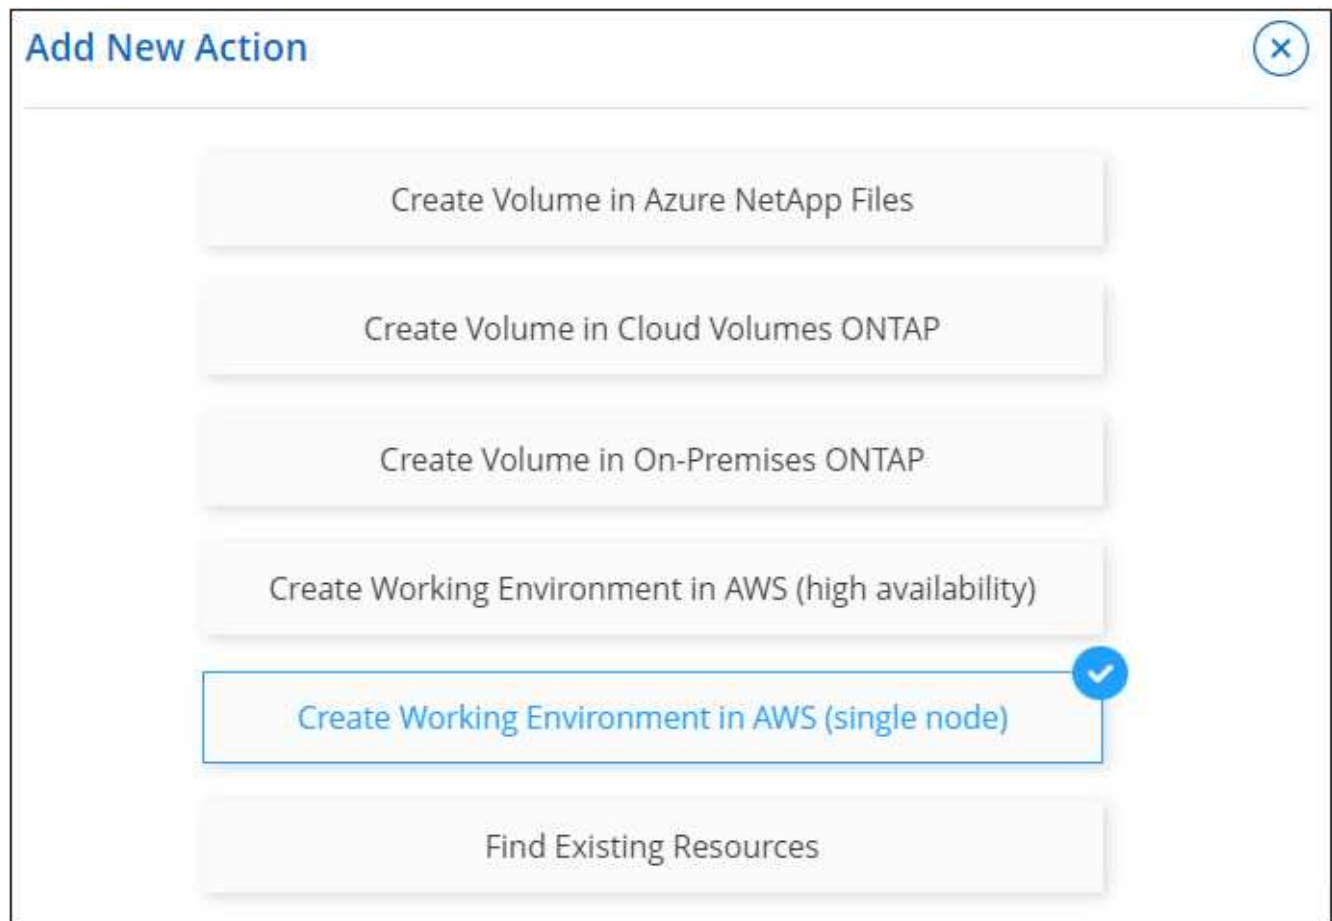 Add New Action
Create Volume in Azure NetApp Files
Create Volume in Cloud Volumes ONTAP
Create Volume in On-Premises ONTAP
Create Working Environment in AWS (high availability)
Create Working Environment in AWS (single node)
Find Existing Resources